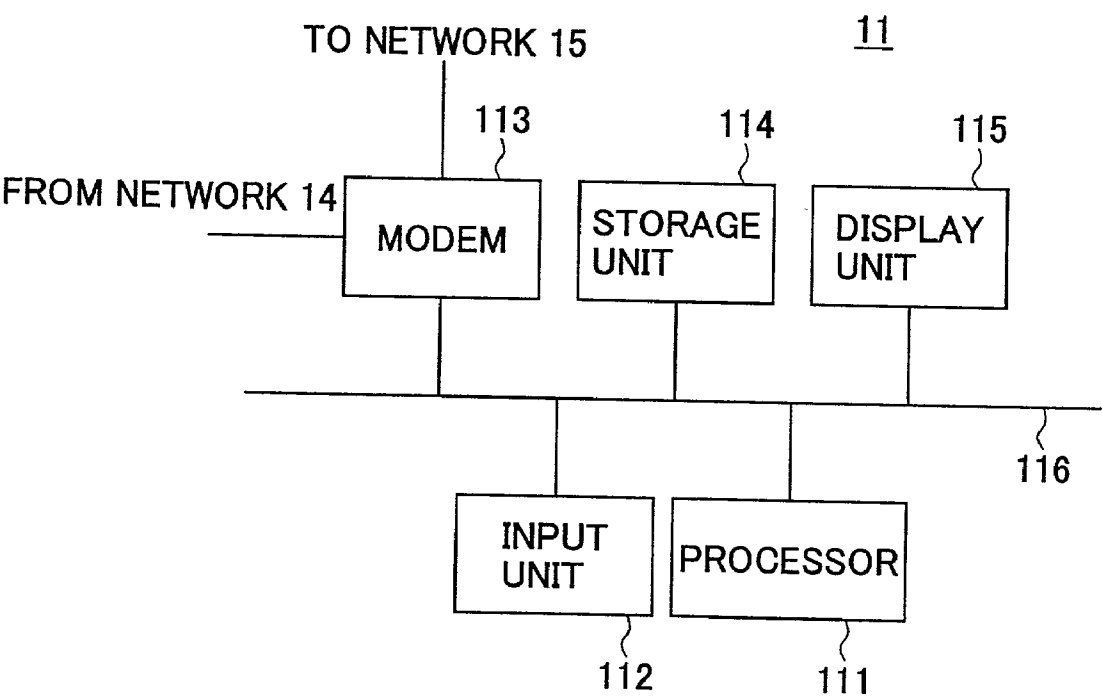 TO NETWORK 15
11
113
114
115
FROM NETWORK 14
MODEM
STORAGE
UNIT
DISPLAY
UNIT
116
INPUT
UNIT
PROCESSOR
112
111